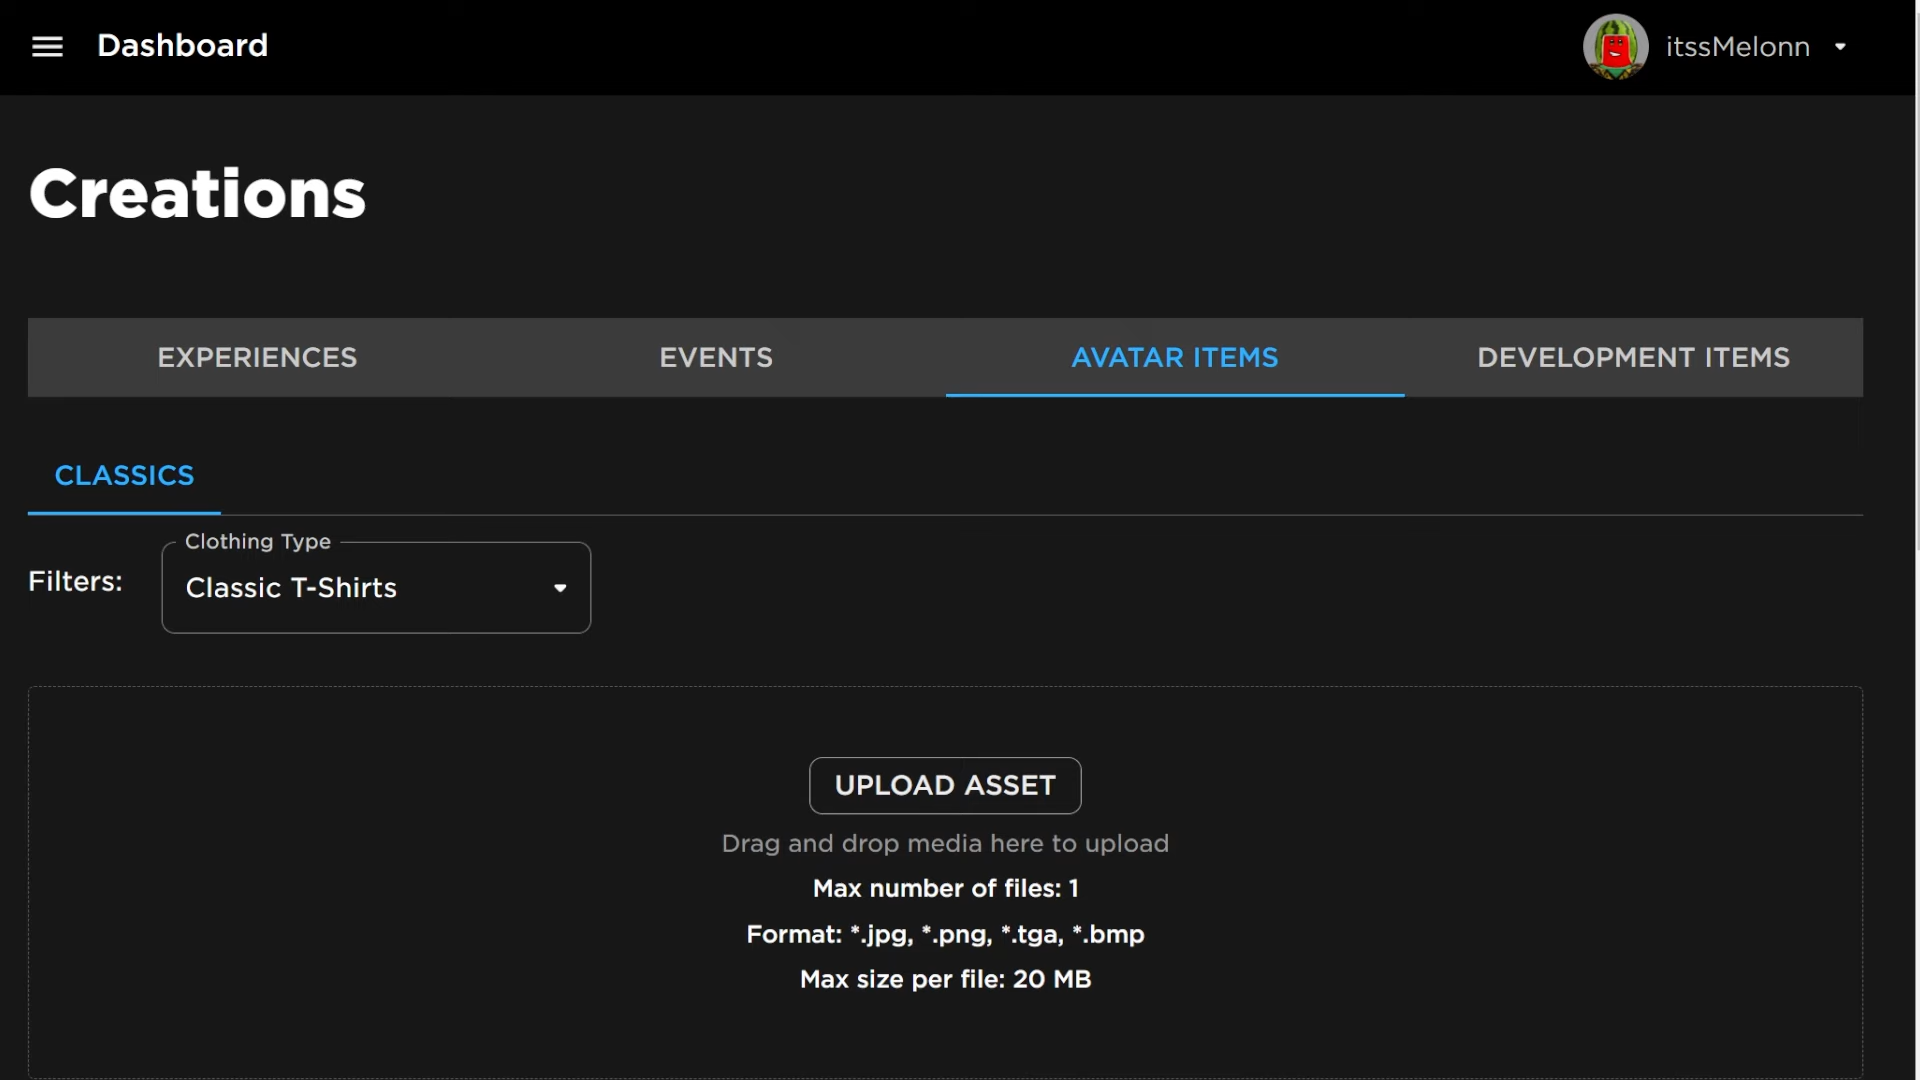 Dashboard
itssMelonn
Creations
EXPERIENCES
EVENTS
AVATAR ITEMS
DEVELOPMENT ITEMS
CLASSICS
Filters:
Clothing Type
Classic T-Shirts
UPLOAD ASSET
Drag and drop media here to upload
Max number of files: 1
Format: *.jpg, *.png, *.tga, *.bmp
Max size per file: 20 MB